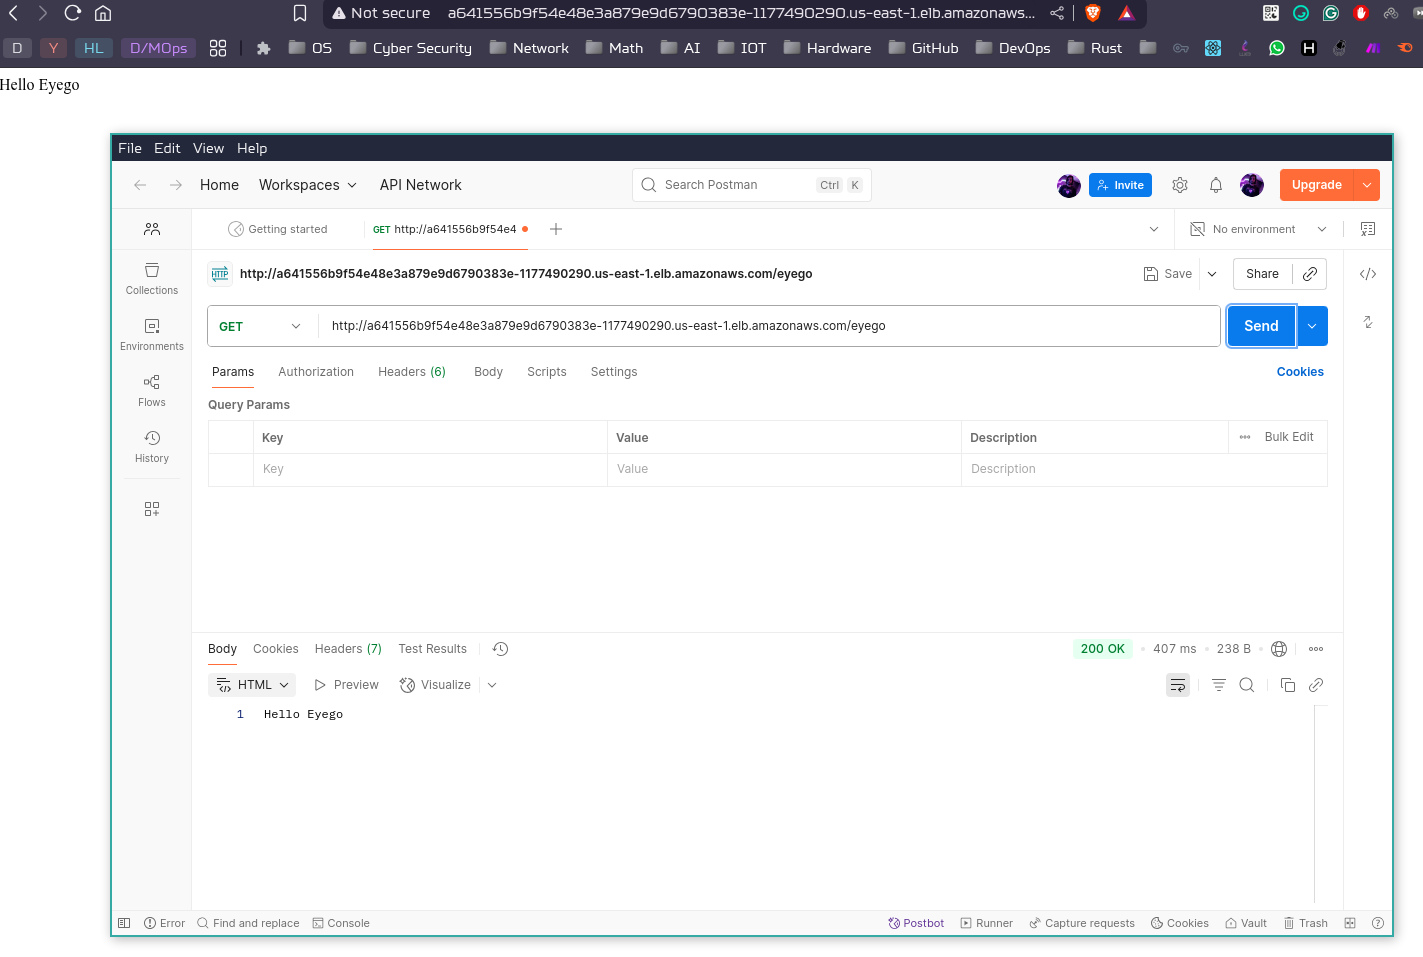 Not secure a641556b9f54e48e3a879e9d6790383e-1177490290.us-east-1.elb.amazonaws...
D Y HL D/MOps OS Cyber Security Network Math AI IOT Hardware GitHub DevOps Rust
Hello Eyego
File Edit View Help
Home Workspaces API Network Search Postman Ctrl K Invite Upgrade
Getting started GET http://a641556b9f54e4 No environment
HTTP http://a641556b9f54e48e3a879e9d6790383e-1177490290.us-east-1.elb.amazonaws.com/eyego Save Share
Collections
GET http://a641556b9f54e48e3a879e9d6790383e-1177490290.us-east-1.elb.amazonaws.com/eyego Send
Environments
Params Authorization Headers (6) Body Scripts Settings Cookies
Flows
Query Params
Key Value Description Bulk Edit
History
Key Value Description
Body Cookies Headers (7) Test Results 200 OK 407 ms 238 B
HTML Preview Visualize
1 Hello Eyego
Error Find and replace Console Postbot Runner Capture requests Cookies Vault Trash